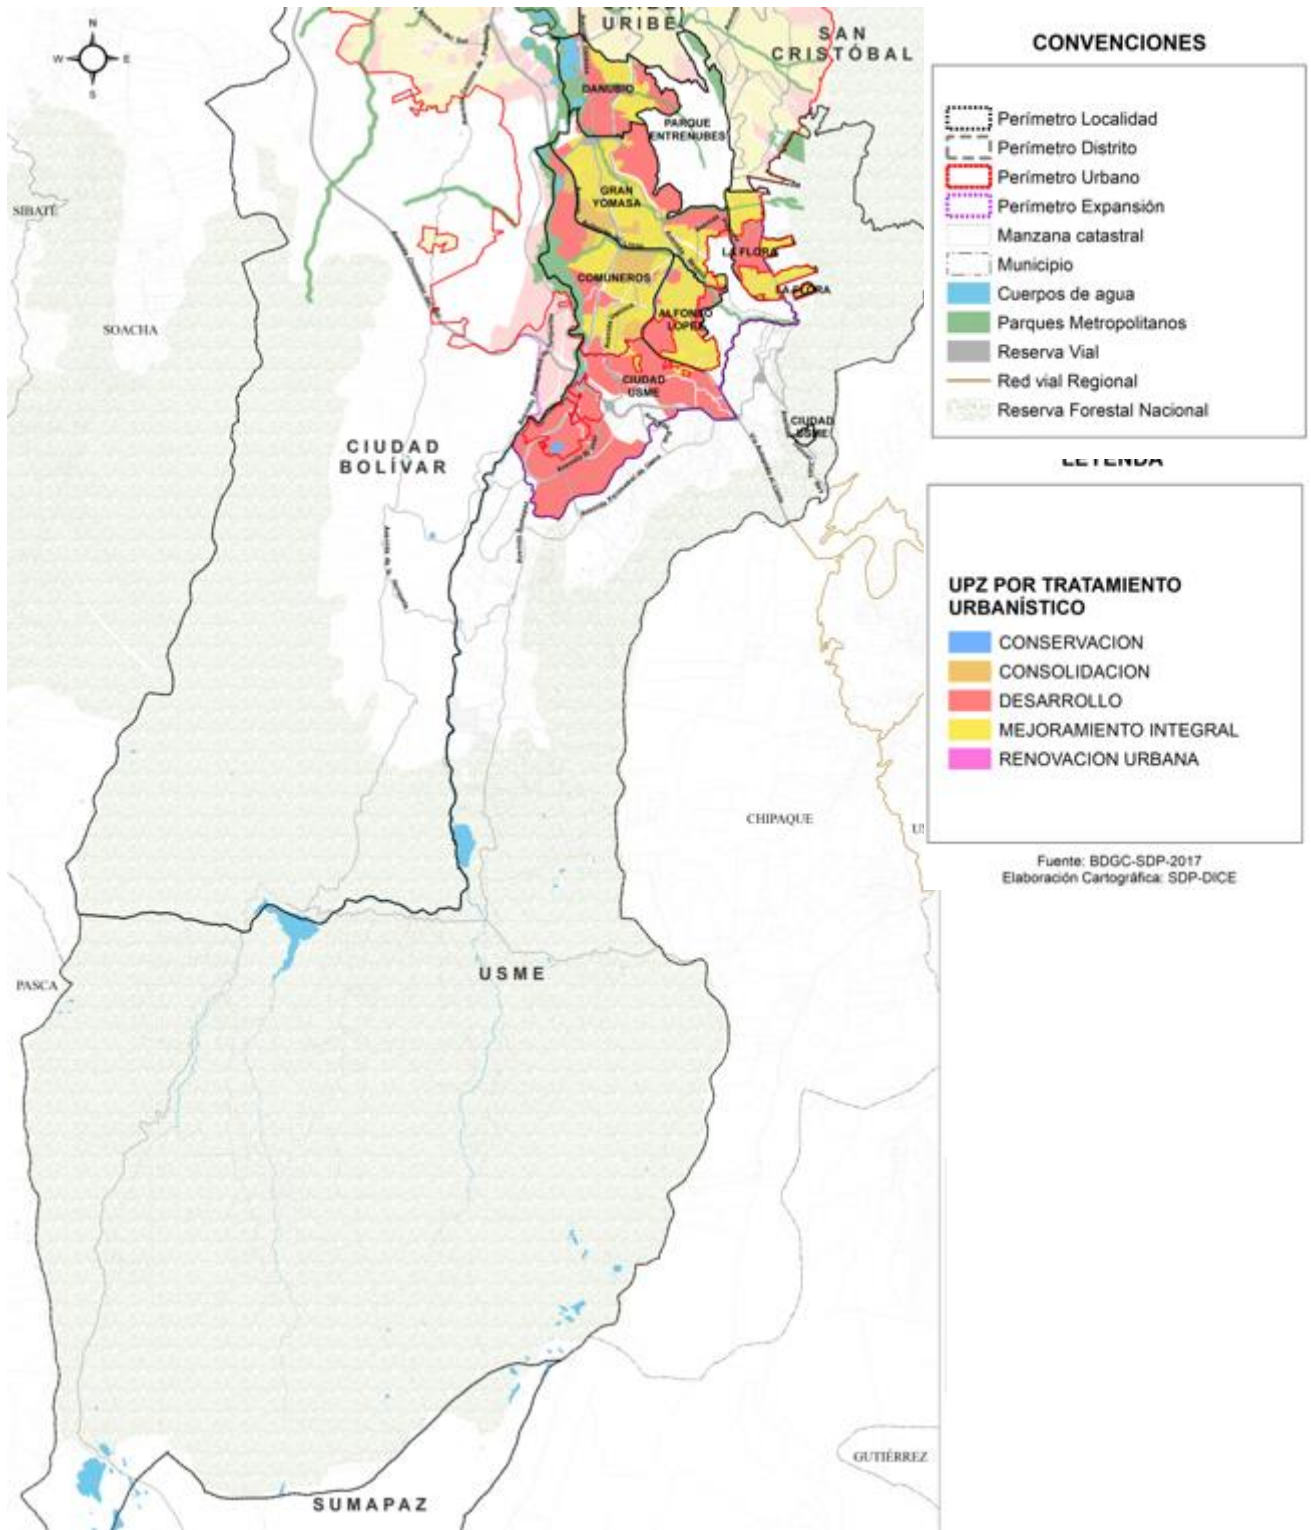 URIBE
SAN
CRISTÓBAL
N
W
E
S
DANUBIO
PARQUE
ENTRENUBES
SIBATÉ
GRAN
YOMASA
LA FLORA
COMUNEROS
LA FLORA
SOACHA
ALFONSO
LOPEZ
CIUDAD
USME
CIUDAD
USME
CIUDAD
BOLÍVAR
CHIPAQUE
PASCA
USME
GUTIÉRREZ
SUMAPAZ
CONVENCIONES
Perímetro Localidad
Perímetro Distrito
Perímetro Urbano
Perímetro Expansión
Manzana catastral
Municipio
Cuerpos de agua
Parques Metropolitanos
Reserva Vial
Red vial Regional
Reserva Forestal Nacional
LEYENDA
UPZ POR TRATAMIENTO
URBANÍSTICO
CONSERVACION
CONSOLIDACION
DESARROLLO
MEJORAMIENTO INTEGRAL
RENOVACION URBANA
Fuente: BDGC-SDP-2017
Elaboración Cartográfica: SDP-DICE